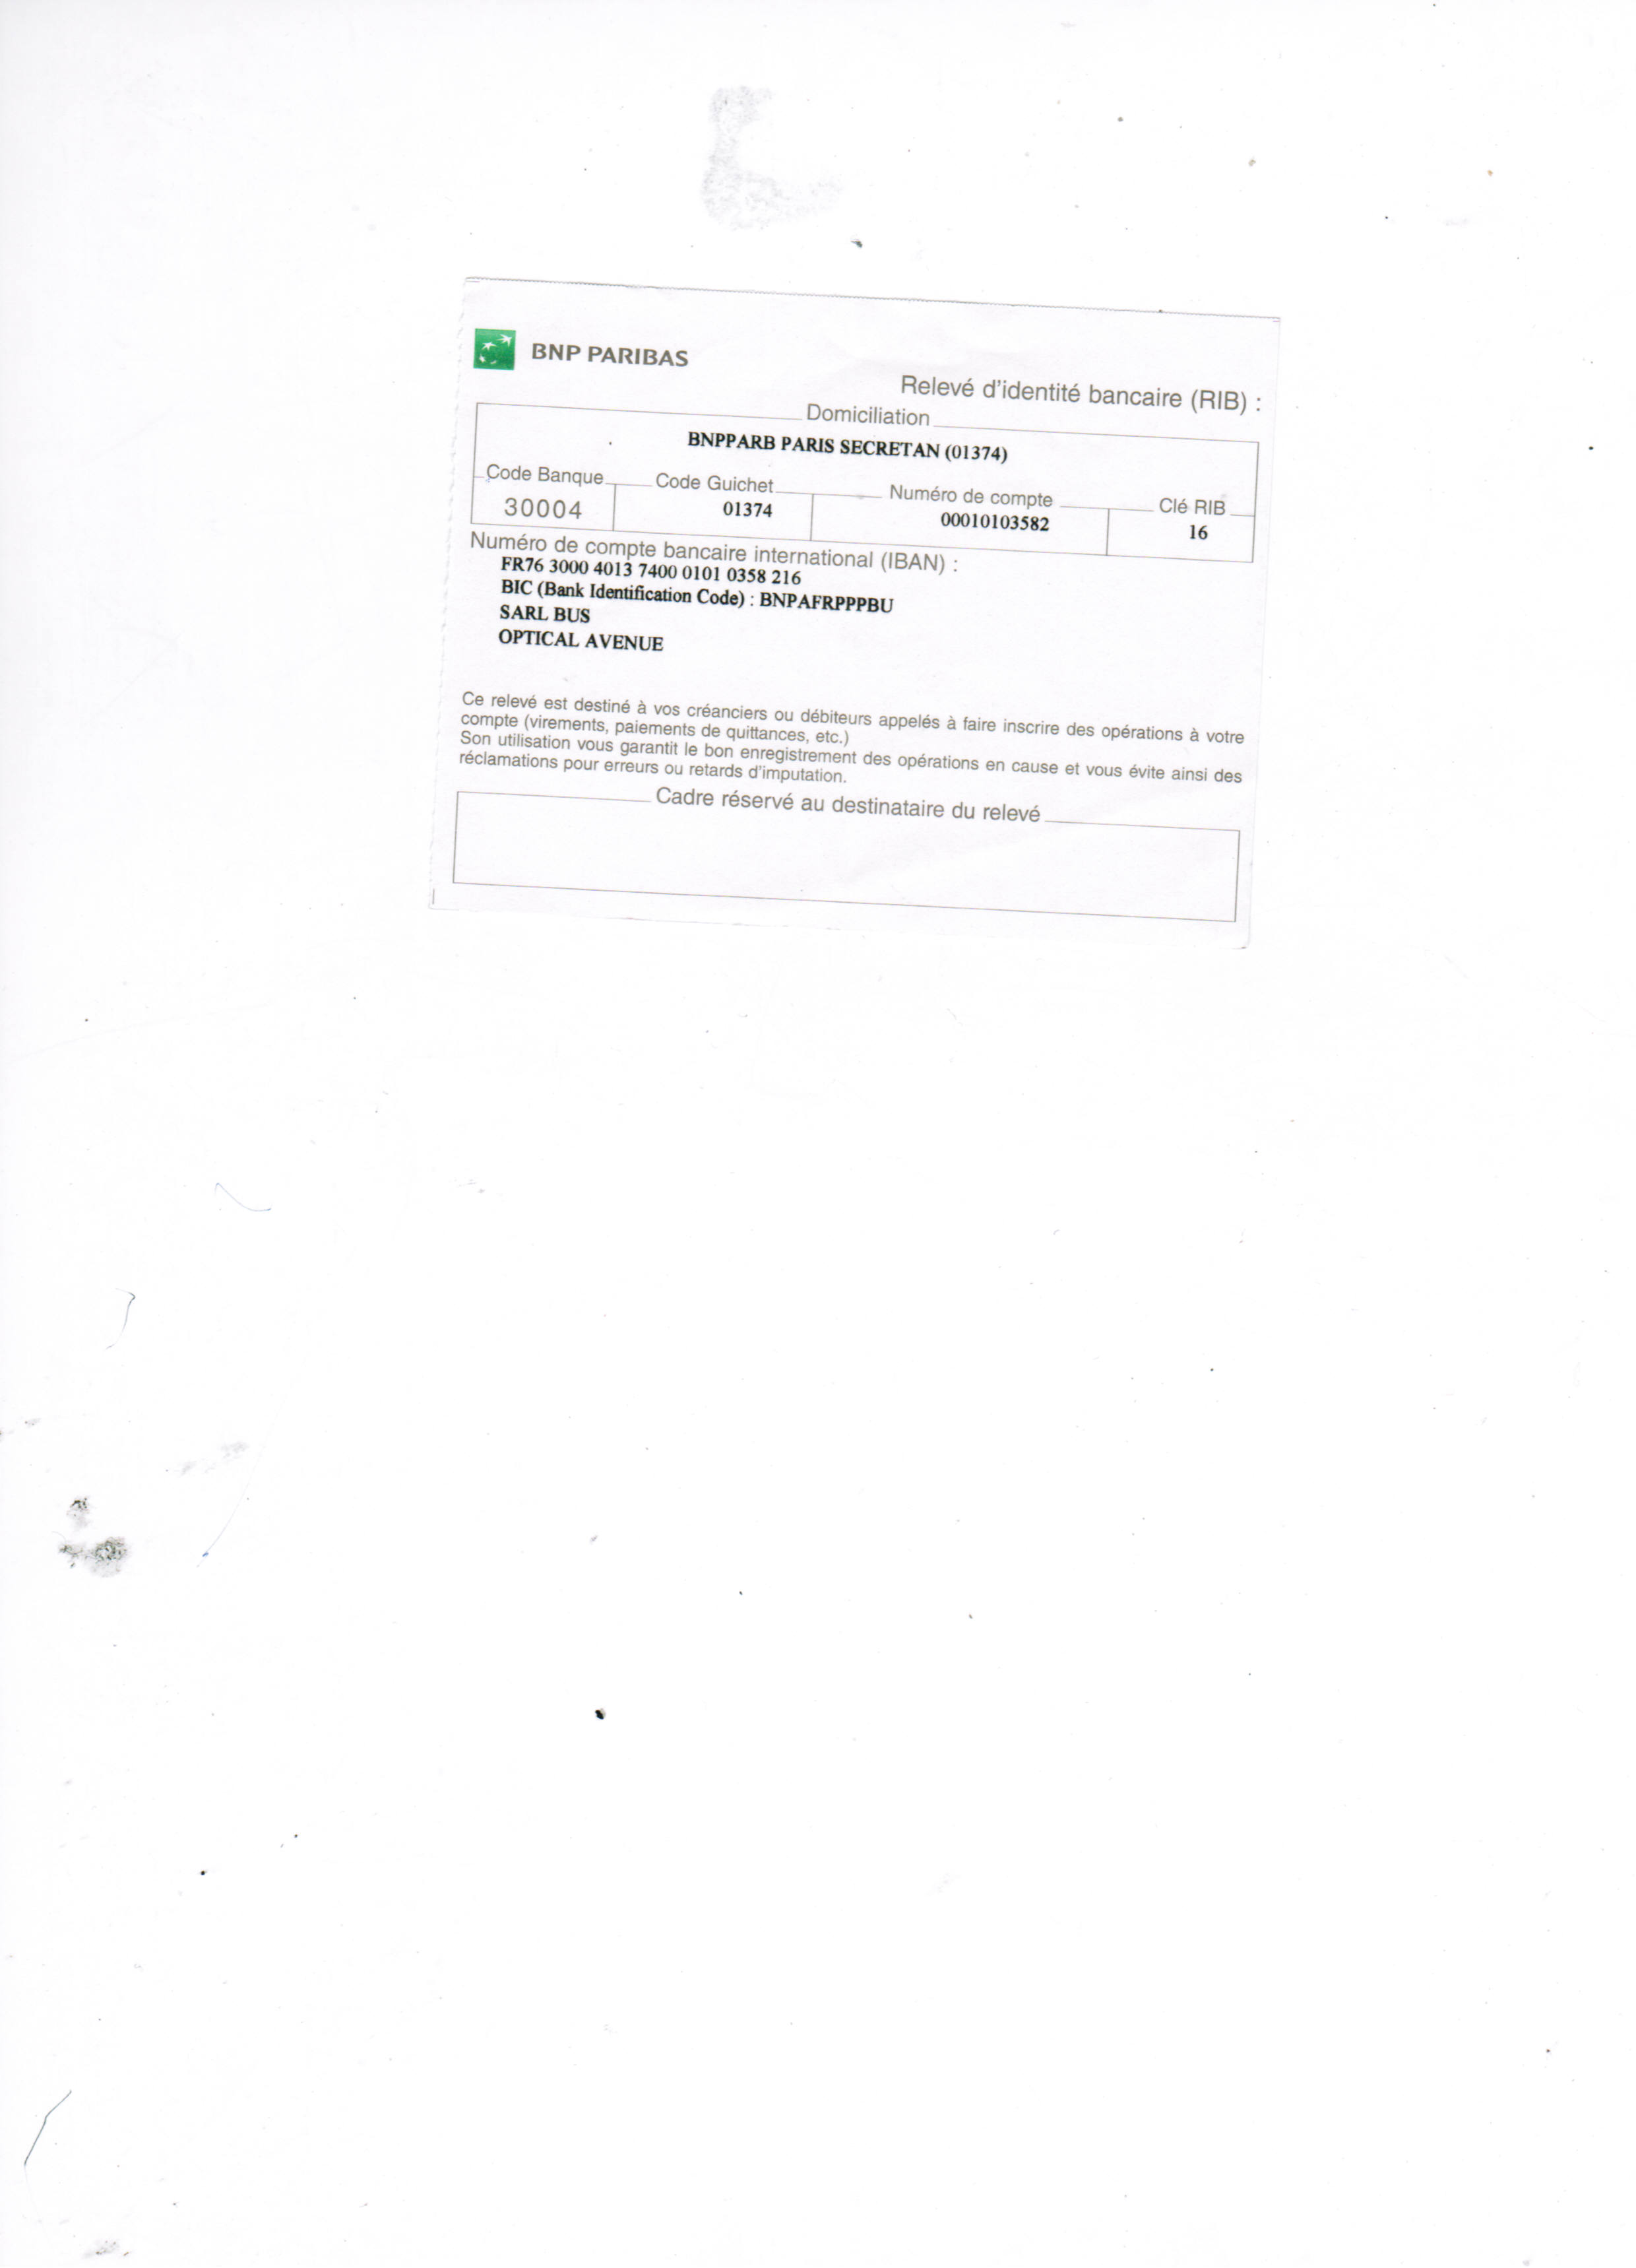 BNP PARIBAS
Relevé d'identité bancaire (RIB) :
Domiciliation
BNPPARB PARIS SECRETAN (01374)
Code Banque Code Guichet Numéro de compte Clé RIB
30004 01374 00010103582 16
Numéro de compte bancaire international (IBAN) :
FR76 3000 4013 7400 0101 0358 216
BIC (Bank Identification Code) : BNPAFRPPPBU
SARL BUS
OPTICAL AVENUE
Ce relevé est destiné à vos créanciers ou débiteurs appelés à faire inscrire des opérations à votre
compte (virements, paiements de quittances, etc.)
Son utilisation vous garantit le bon enregistrement des opérations en cause et vous évite ainsi des
réclamations pour erreurs ou retards d'imputation.
Cadre réservé au destinataire du relevé